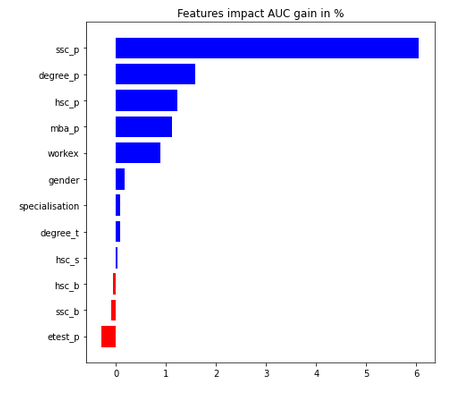 Features impact AUC gain in %
ssc_p
degree_p
hsc_p
mba_p
workex
gender
specialisation
degree_t
hsc_s
hsc_b
ssc_b
etest_p
0 1 2 3 4 5 6